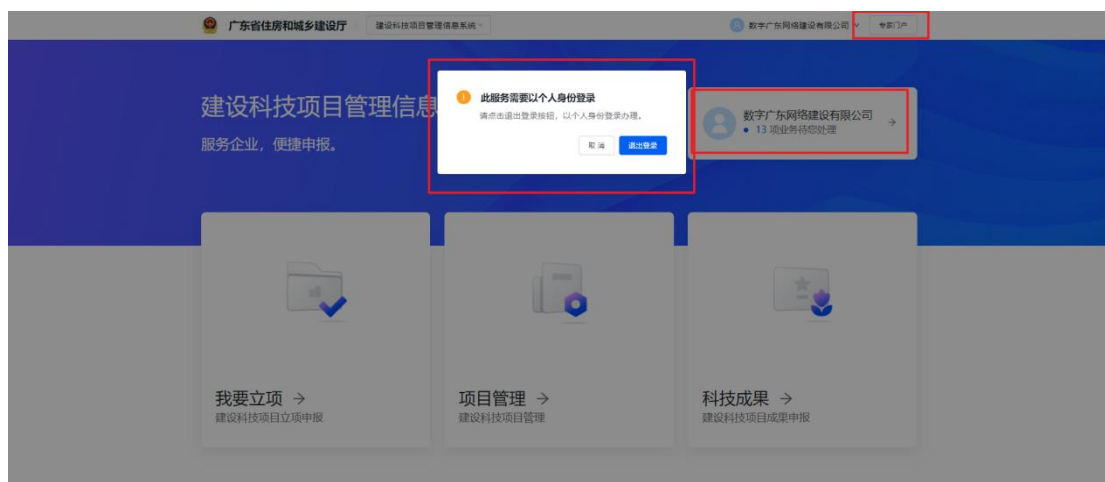 广东省住房和城乡建设厅
建设科技项目管理信息系统
数字广东网络建设有限公司
专家门户
建设科技项目管理信息
服务企业，便捷申报。
此服务需要以个人身份登录
请点击退出登录按钮，以个人身份登录办理。
取 消
退出登录
数字广东网络建设有限公司
13 项业务待您处理
我要立项 →
建设科技项目立项申报
项目管理 →
建设科技项目管理
科技成果 →
建设科技项目成果申报